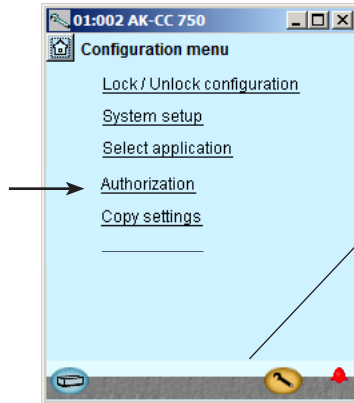 01:002 AK-CC 750
Configuration menu
Lock / Unlock configuration
System setup
Select application
Authorization
Copy settings